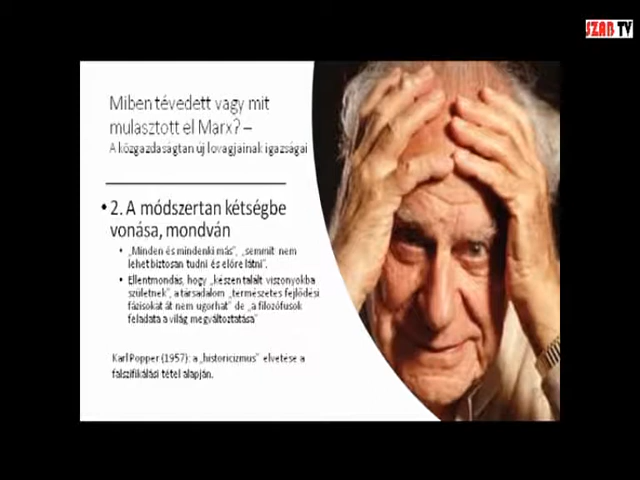 SZAB TV
Miben tévedett vagy mit
mulasztott el Marx? –
A közgazdaságtan új lovagjainak igazságai
• 2. A módszertan kétségbe
vonása, mondván
• „Minden és mindenki más”, „semmit nem
lehet biztosan tudni és előre látni”.
• Ellentmondás, hogy „készen talált viszonyokba
születnek”, a társadalom „természetes fejlődési
fázisokat át nem ugorhat” de „a filozófusok
feladata a világ megváltoztatása”
Karl Popper (1957): a „historicizmus” elvetése a
falszifikálási tétel alapján.